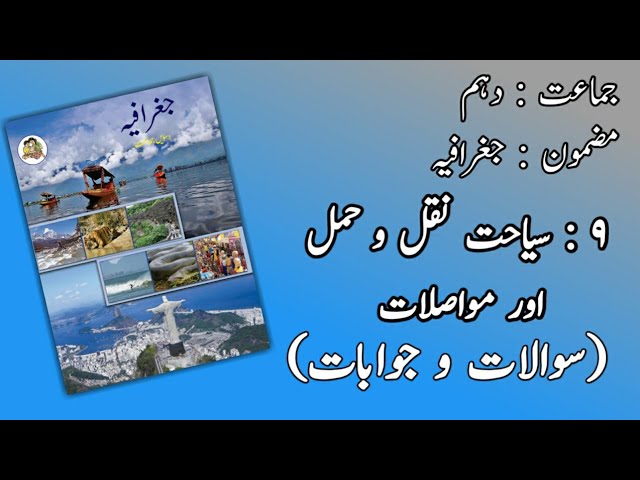 جماعت : دہم
مضمون : جغرافیہ
۹ : سیاحت نقل و حمل
اور مواصلات
(سوالات و جوابات)
جغرافیہ